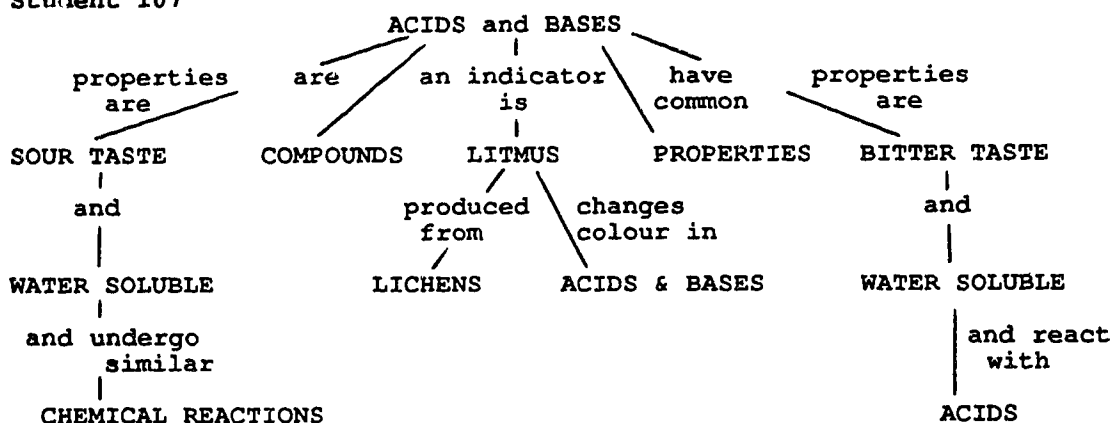 Student 107
ACIDS and BASES
properties are an indicator have properties
are is common are
SOUR TASTE COMPOUNDS LITMUS PROPERTIES BITTER TASTE
and produced changes and
from colour in
WATER SOLUBLE LICHENS ACIDS & BASES WATER SOLUBLE
and undergo and react
similar with
CHEMICAL REACTIONS ACIDS